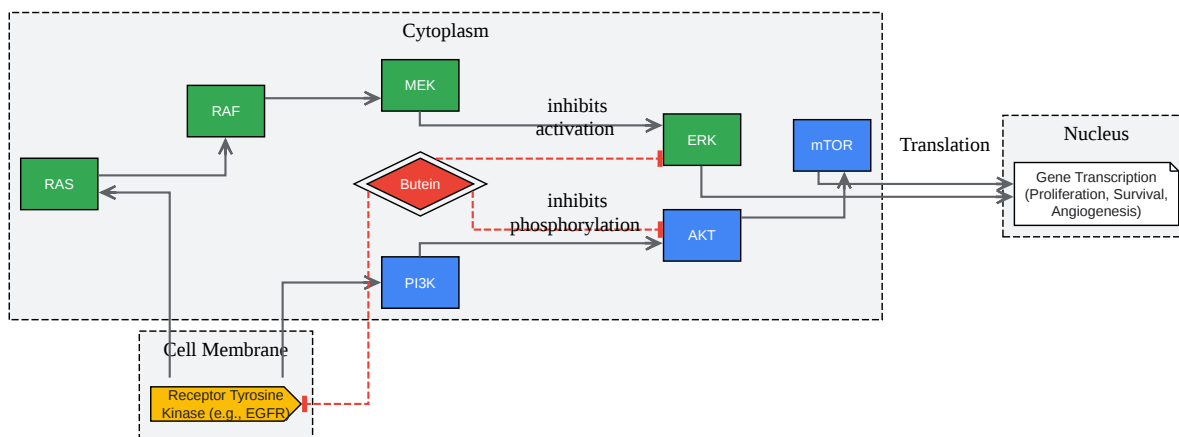 Cytoplasm
MEK
RAF
inhibits
activation
ERK
mTOR
Translation
Nucleus
RAS
Butein
Gene Transcription
(Proliferation, Survival,
Angiogenesis)
inhibits
phosphorylation
AKT
PI3K
Cell Membrane
Receptor Tyrosine
Kinase (e.g., EGFR)